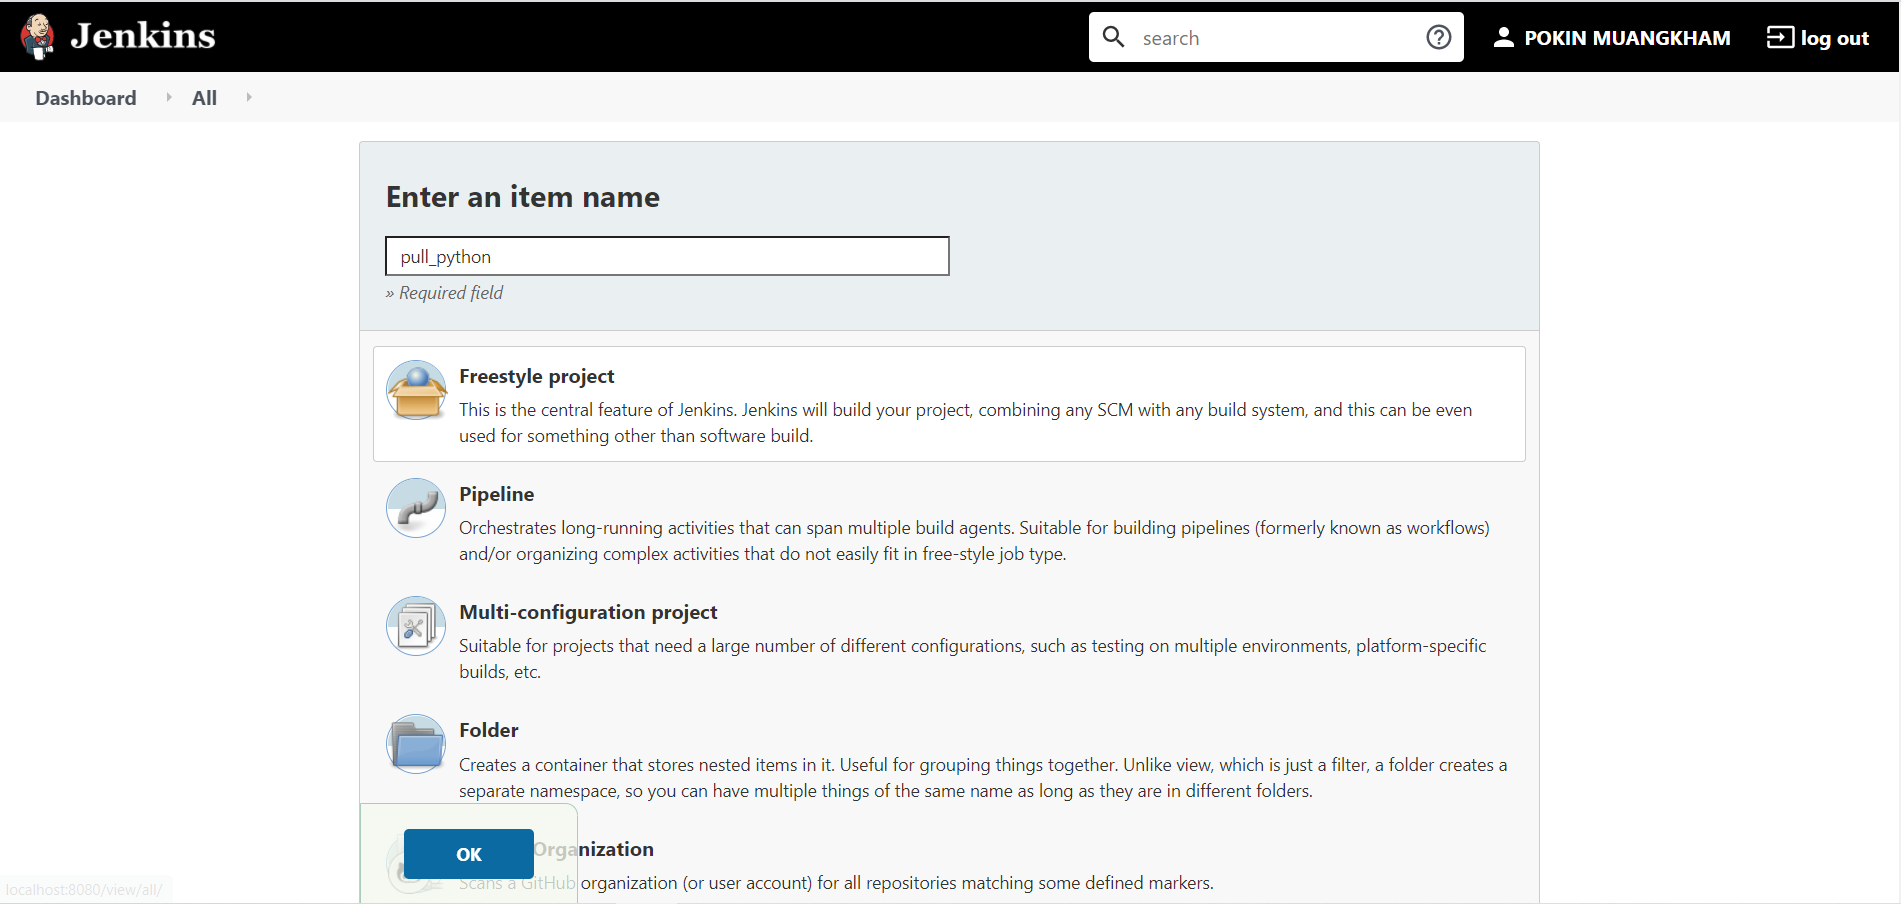 Jenkins
search
POKIN MUANGKHAM
log out
Dashboard
All
Enter an item name
pull_python
» Required field
Freestyle project
This is the central feature of Jenkins. Jenkins will build your project, combining any SCM with any build system, and this can be even
used for something other than software build.
Pipeline
Orchestrates long-running activities that can span multiple build agents. Suitable for building pipelines (formerly known as workflows)
and/or organizing complex activities that do not easily fit in free-style job type.
Multi-configuration project
Suitable for projects that need a large number of different configurations, such as testing on multiple environments, platform-specific
builds, etc.
Folder
Creates a container that stores nested items in it. Useful for grouping things together. Unlike view, which is just a filter, a folder creates a
separate namespace, so you can have multiple things of the same name as long as they are in different folders.
OK
Organization
Scans a GitHub organization (or user account) for all repositories matching some defined markers.
localhost:8080/view/all/